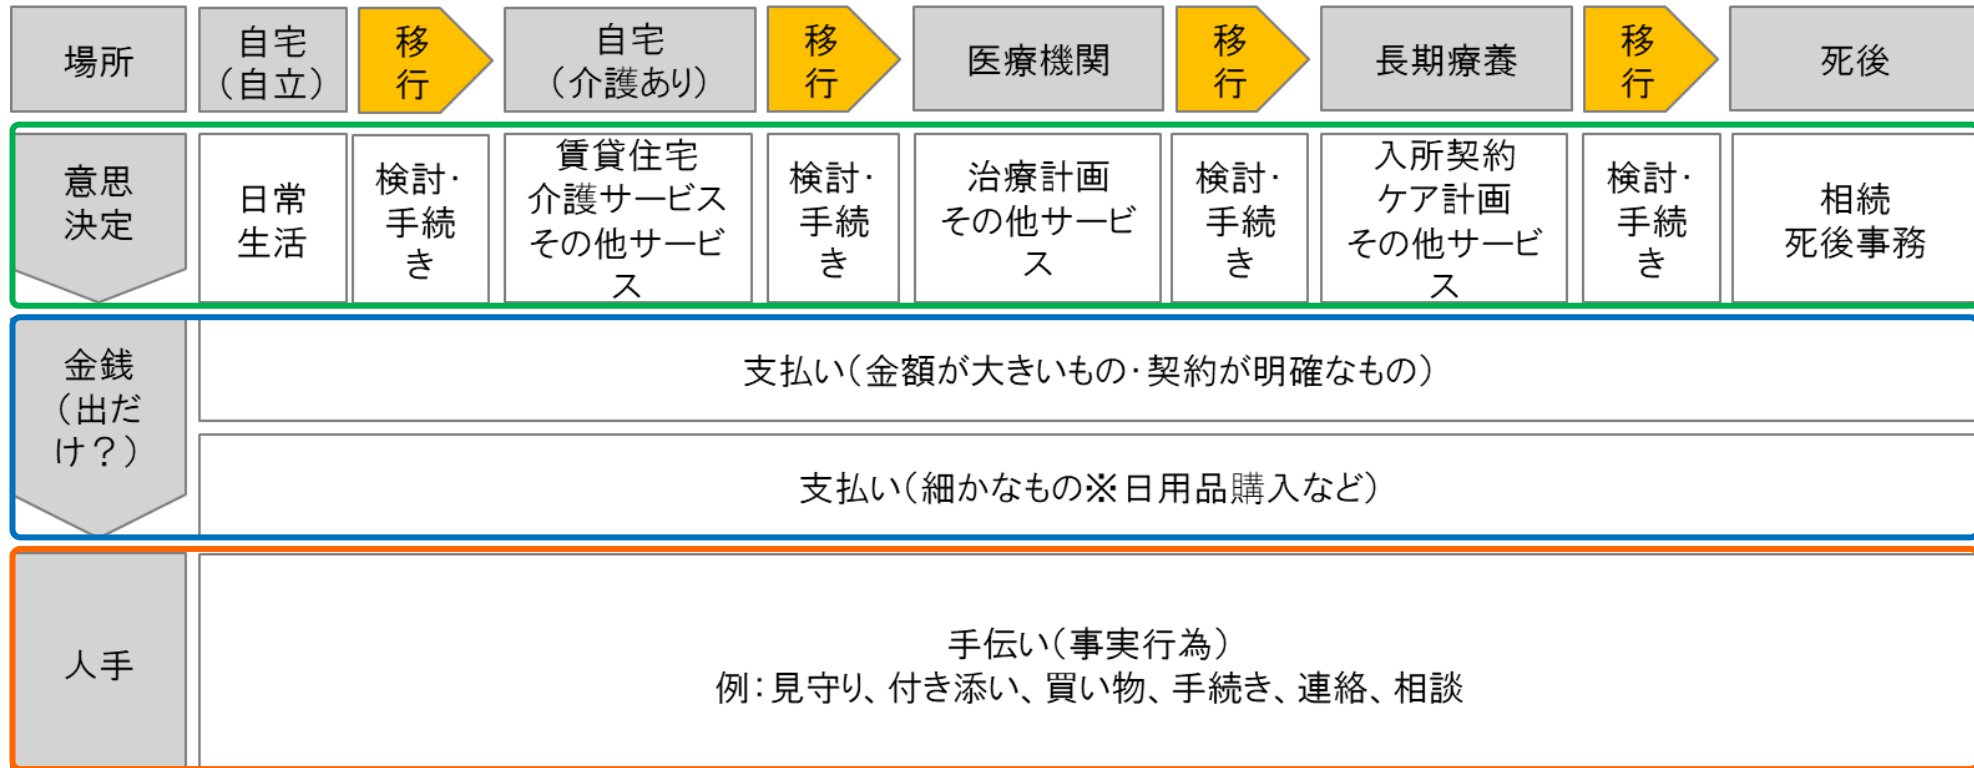 場所
自宅
（自立）
移
行
自宅
（介護あり）
移
行
医療機関
移
行
長期療養
移
行
死後
意思
決定
日常
生活
検討・
手続
き
賃貸住宅
介護サービス
その他サービ
ス
検討・
手続
き
治療計画
その他サービ
ス
検討・
手続
き
入所契約
ケア計画
その他サービ
ス
検討・
手続
き
相続
死後事務
金銭
（出だ
け？）
支払い（金額が大きいもの・契約が明確なもの）
支払い（細かなもの※日用品購入など）
人手
手伝い（事実行為）
例：見守り、付き添い、買い物、手続き、連絡、相談